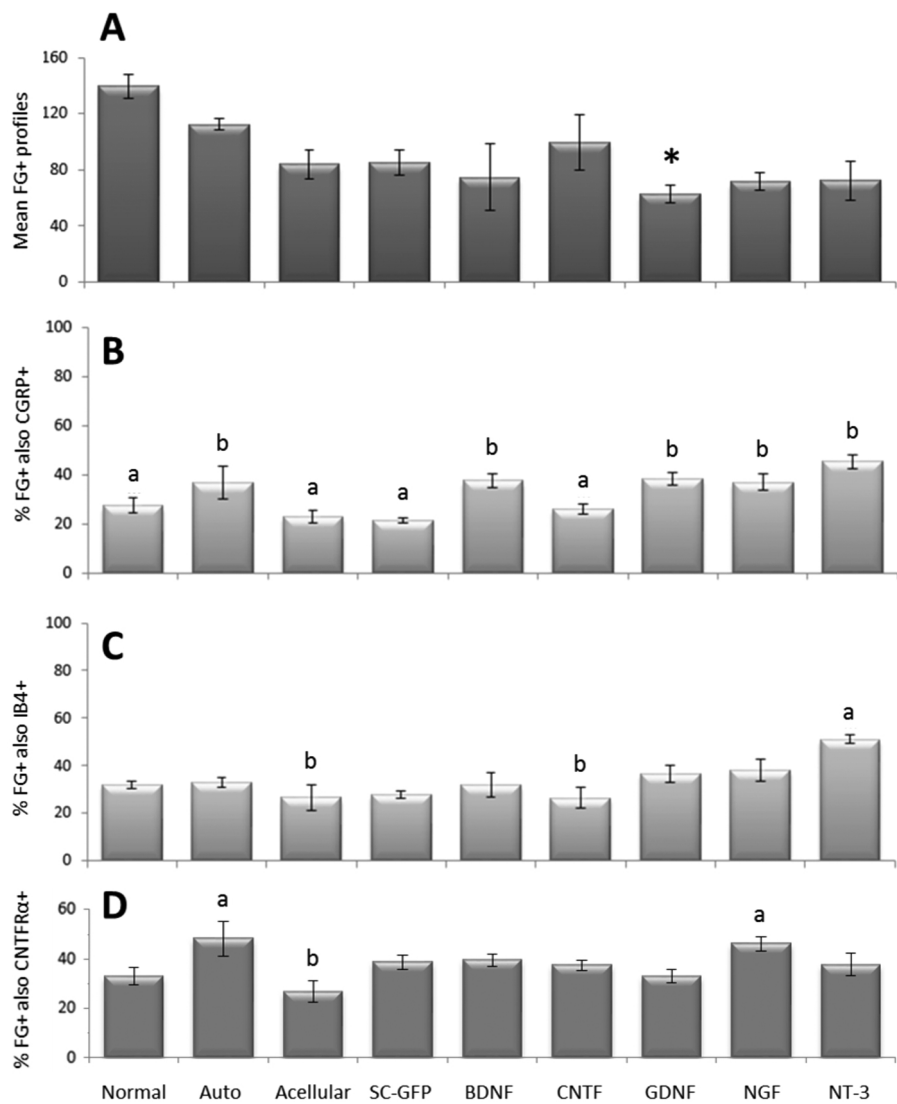 A
Mean FG+ profiles
160
120
80
40
0
*
B
% FG+ also CGRP+
100
80
60
40
20
0
a b a a b a b b b
C
% FG+ also IB4+
100
80
60
40
20
0
b b a
D
% FG+ also CNTFRα+
60
40
20
0
a b a
Normal Auto Acellular SC-GFP BDNF CNTF GDNF NGF NT-3